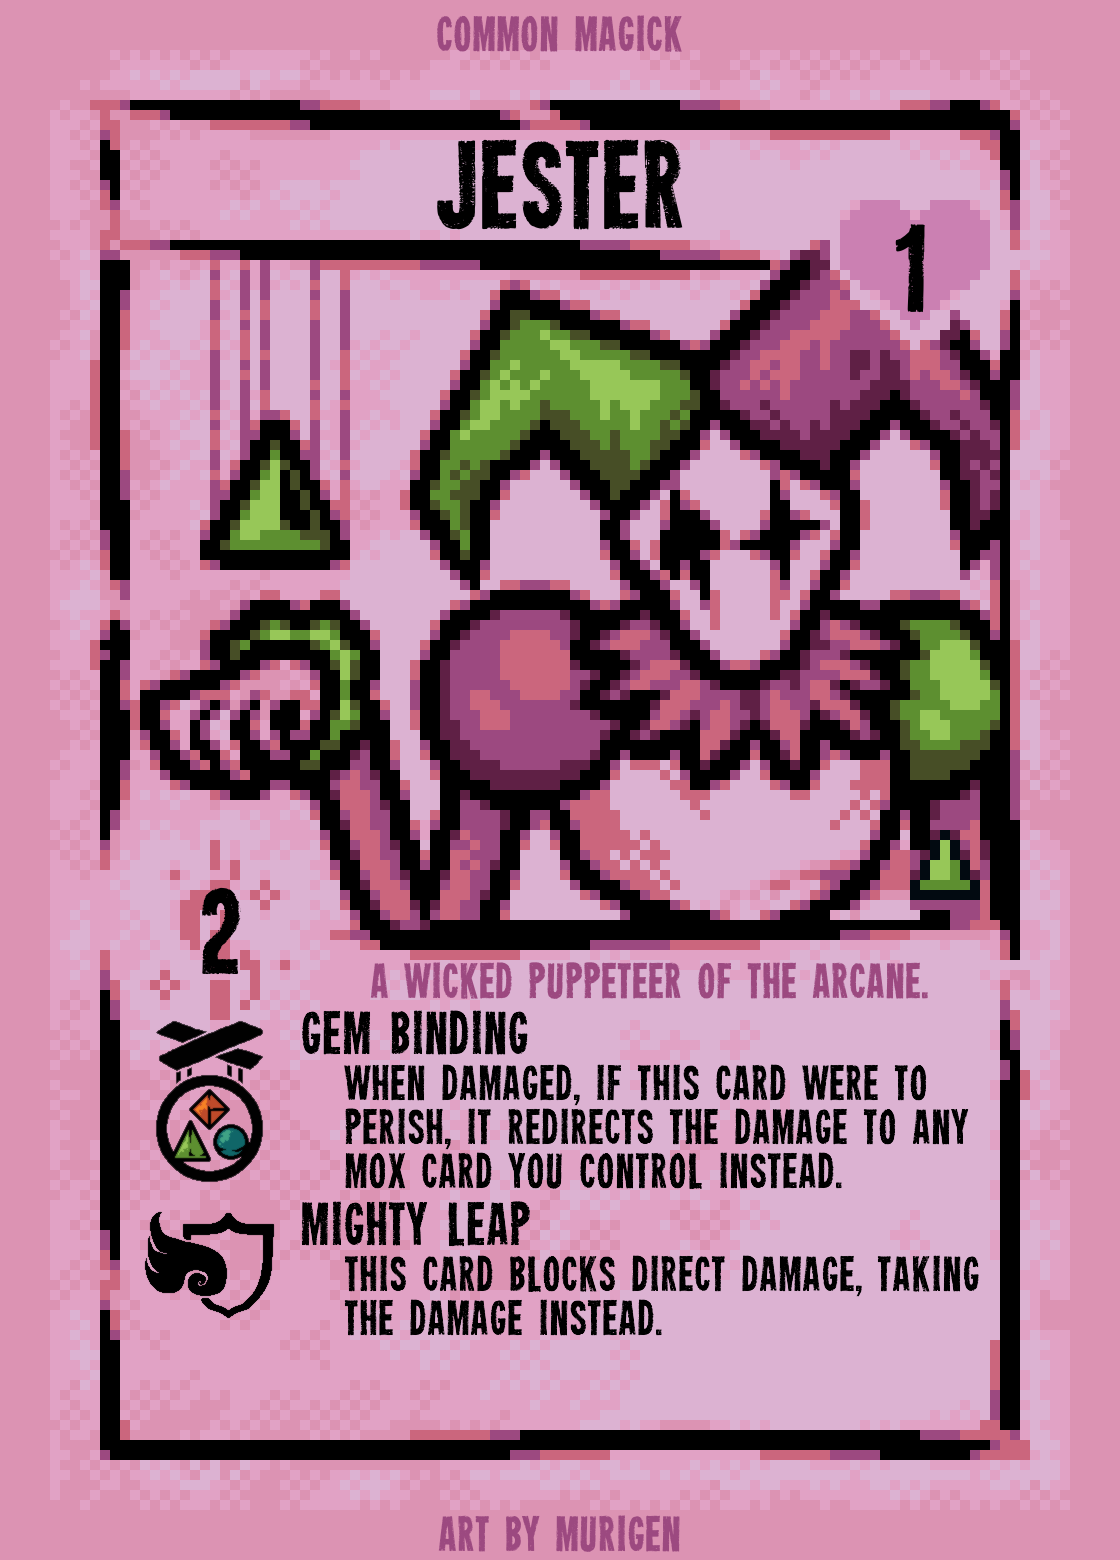 COMMON MAGICK
JESTER
1
2
A WICKED PUPPETEER OF THE ARCANE.
GEM BINDING
WHEN DAMAGED, IF THIS CARD WERE TO
PERISH, IT REDIRECTS THE DAMAGE TO ANY
MOX CARD YOU CONTROL INSTEAD.
MIGHTY LEAP
THIS CARD BLOCKS DIRECT DAMAGE, TAKING
THE DAMAGE INSTEAD.
ART BY MURIGEN